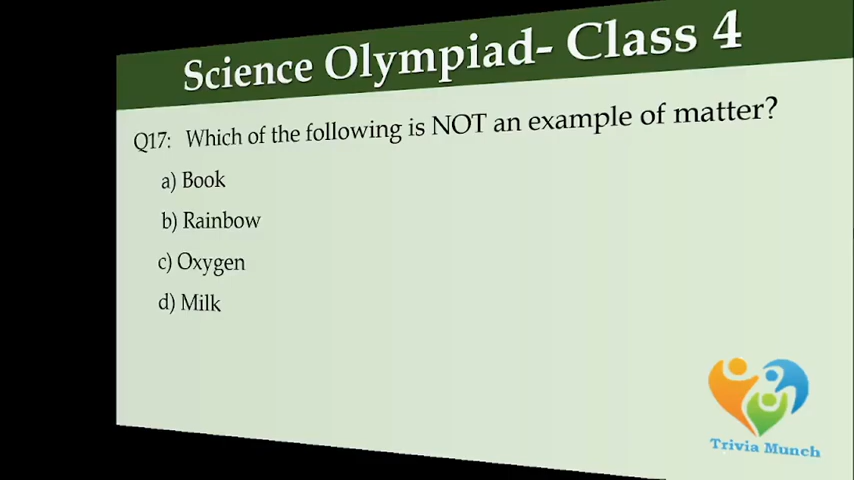 Science Olympiad- Class 4
Q17: Which of the following is NOT an example of matter?
a) Book
b) Rainbow
c) Oxygen
d) Milk
Trivia Munch